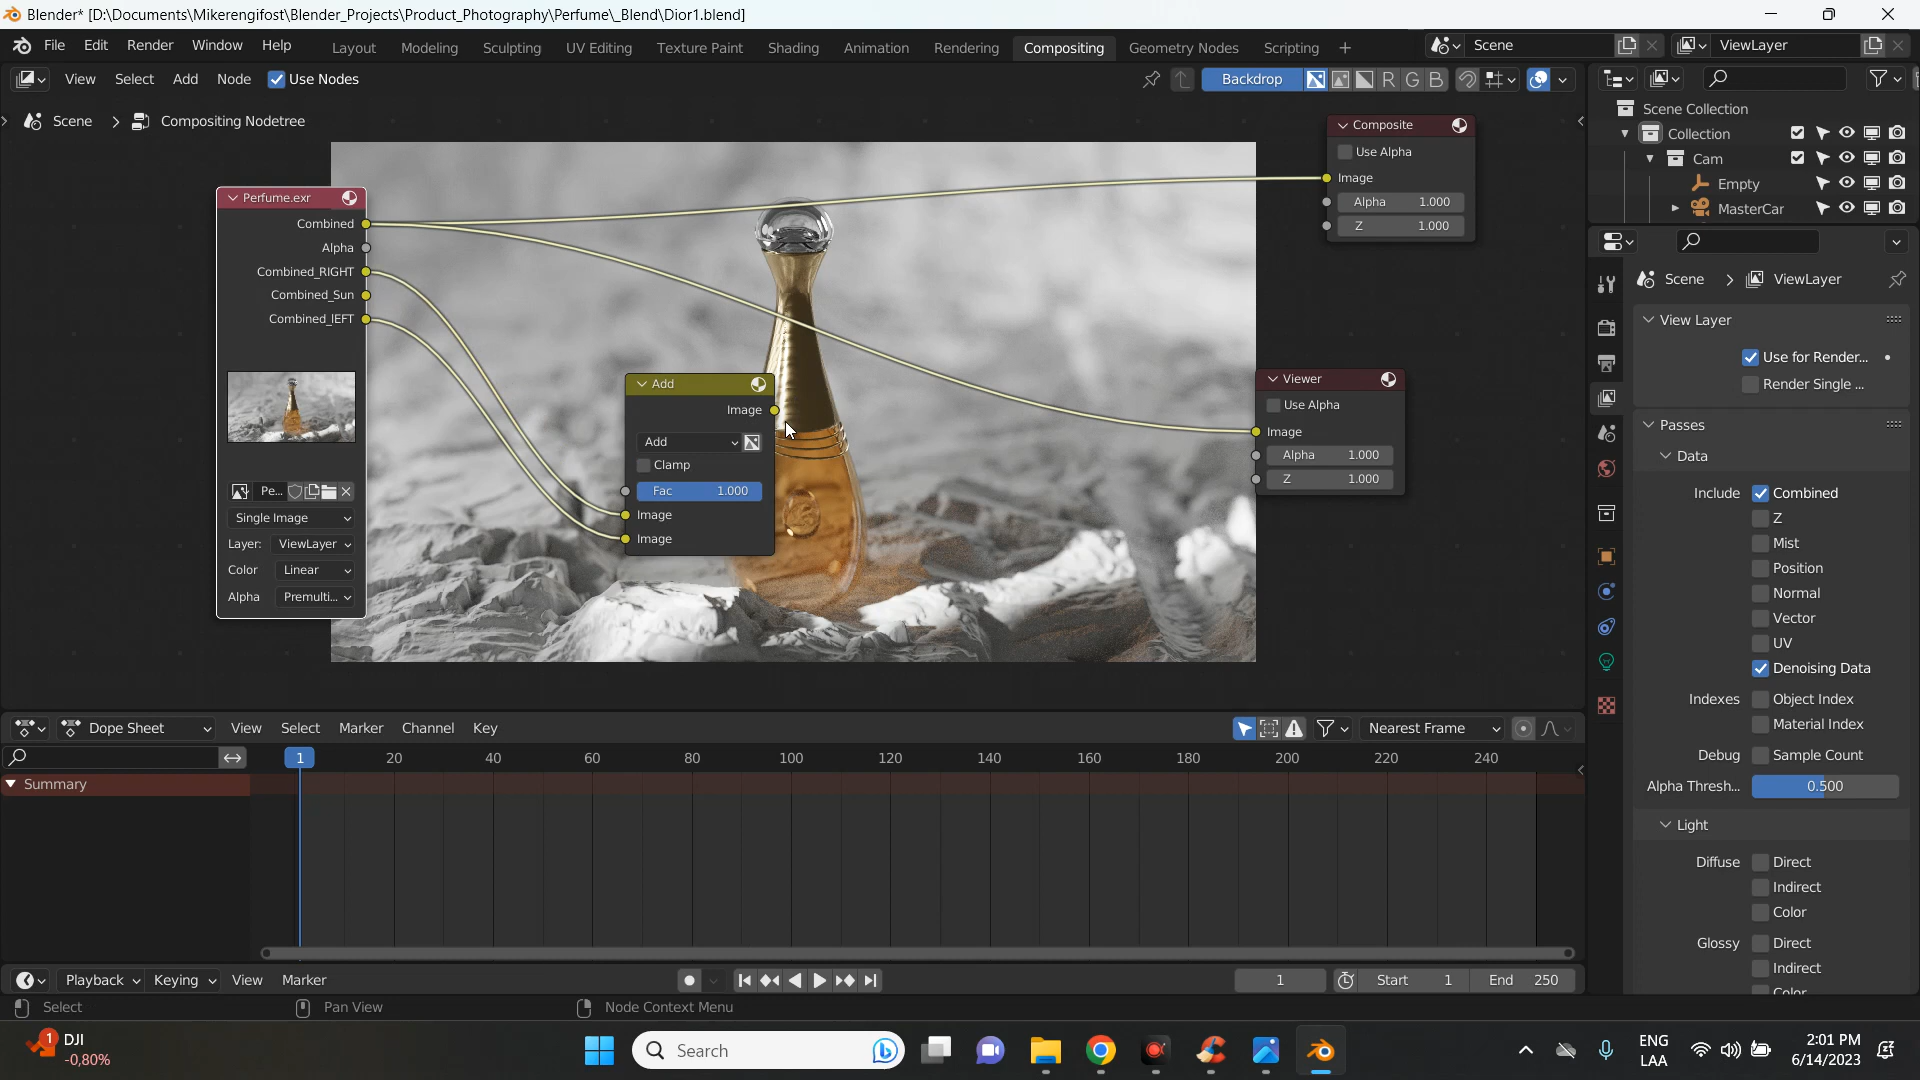 Blender* [D:\Documents\Mikerengifost\Blender_Projects\Product_Photography\Perfume\_Blend\Dior1.blend]
File Edit Render Window Help Layout Modeling Sculpting UV Editing Texture Paint Shading Animation Rendering Compositing Geometry Nodes Scripting + Scene ViewLayer
View Select Add Node Use Nodes Backdrop R G B
Scene > Compositing Nodetree
Scene Collection
Collection
Cam
Empty
MasterCar
Composite
Use Alpha
Image
Alpha 1.000
Z 1.000
Perfume.exr
Combined
Alpha
Combined_RIGHT
Combined_Sun
Combined_lEFT
Pe...
Single Image
Layer: ViewLayer
Color Linear
Alpha Premulti...
Add
Image
Add
Clamp
Fac 1.000
Image
Image
Viewer
Use Alpha
Image
Alpha 1.000
Z 1.000
Scene > ViewLayer
View Layer
Use for Render...
Render Single ...
Passes
Data
Include Combined
Z
Mist
Position
Normal
Vector
UV
Denoising Data
Indexes Object Index
Material Index
Debug Sample Count
Alpha Thresh... 0.500
Light
Diffuse Direct
Indirect
Color
Glossy Direct
Indirect
Color
Dope Sheet View Select Marker Channel Key Nearest Frame
1 20 40 60 80 100 120 140 160 180 200 220 240
Summary
Playback Keying View Marker 1 Start 1 End 250
Select Pan View Node Context Menu
1 DJI
-0,80%
Search
ENG
LAA
2:01 PM
6/14/2023